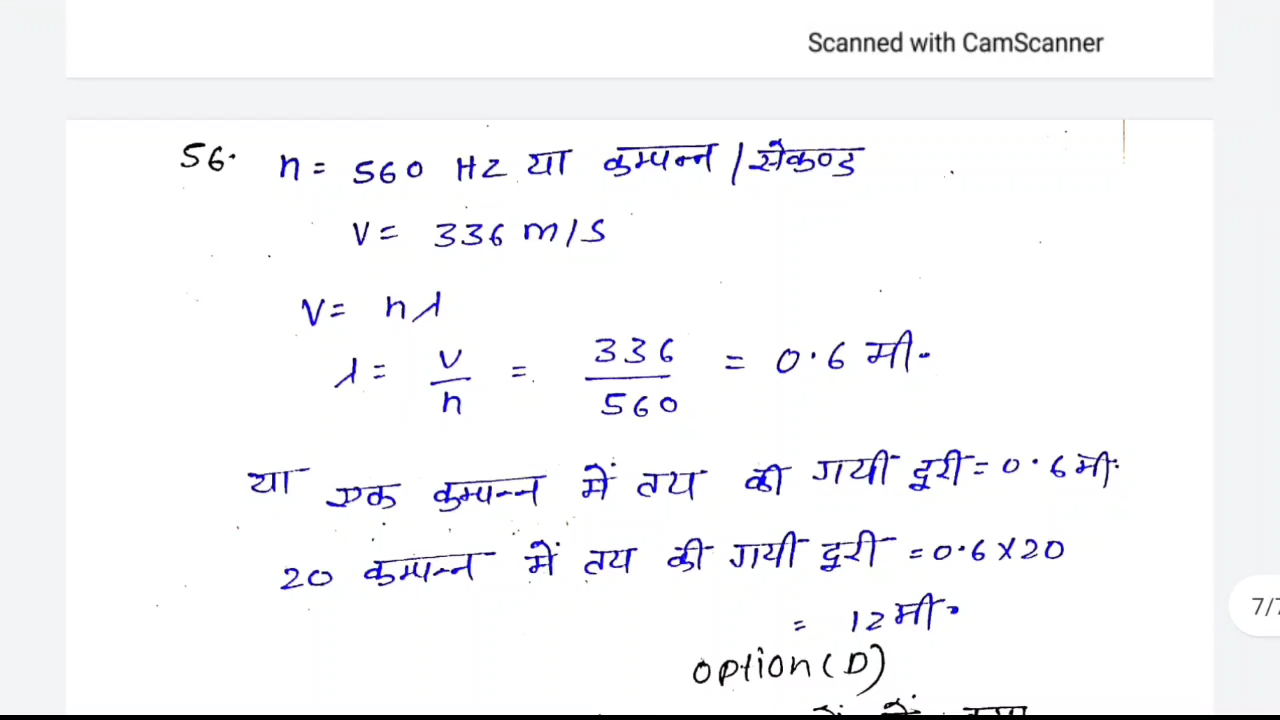 Scanned with CamScanner
56. n = 560 HZ या कम्पन्न / सैकण्ड
V = 336 m/s
V = nλ
λ = v/n = 336/560 = 0.6 मी.
या एक कम्पन्न में तय की गयी दूरी = 0.6 मी.
20 कम्पन्न में तय की गयी दूरी = 0.6 X 20
7/7
= 12 मी.
option (D)